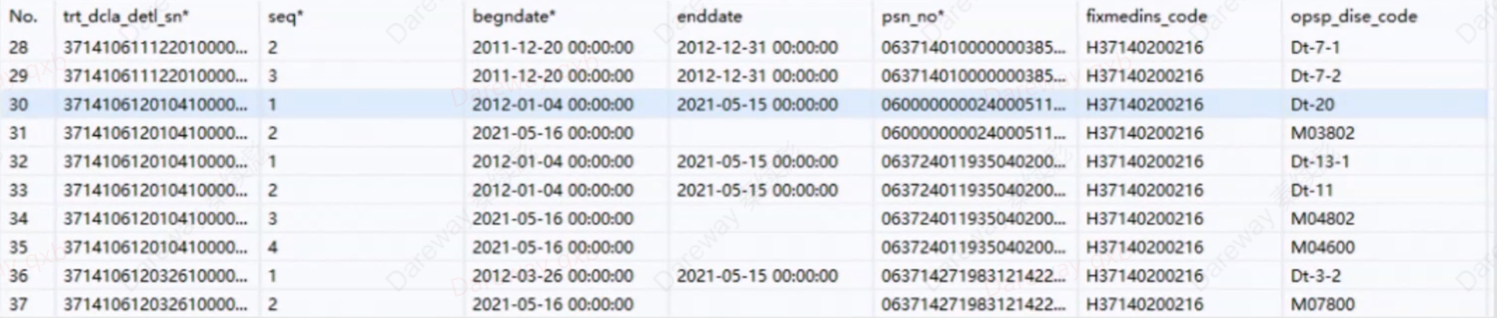 No. trt_dcla_detl_sn* seq* begndate* enddate psn_no* fixmedins_code opsp_dise_code
28 371410611122010000... 2 2011-12-20 00:00:00 2012-12-31 00:00:00 063714010000000385... H37140200216 Dt-7-1
29 371410611122010000... 3 2011-12-20 00:00:00 2012-12-31 00:00:00 063714010000000385... H37140200216 Dt-7-2
30 371410612010410000... 1 2012-01-04 00:00:00 2021-05-15 00:00:00 060000000024000511... H37140200216 Dt-20
31 371410612010410000... 2 2021-05-16 00:00:00 060000000024000511... H37140200216 M03802
32 371410612010410000... 1 2012-01-04 00:00:00 2021-05-15 00:00:00 063724011935040200... H37140200216 Dt-13-1
33 371410612010410000... 2 2012-01-04 00:00:00 2021-05-15 00:00:00 063724011935040200... H37140200216 Dt-11
34 371410612010410000... 3 2021-05-16 00:00:00 063724011935040200... H37140200216 M04802
35 371410612010410000... 4 2021-05-16 00:00:00 063724011935040200... H37140200216 M04600
36 371410612032610000... 1 2012-03-26 00:00:00 2021-05-15 00:00:00 063714271983121422... H37140200216 Dt-3-2
37 371410612032610000... 2 2021-05-16 00:00:00 063714271983121422... H37140200216 M07800